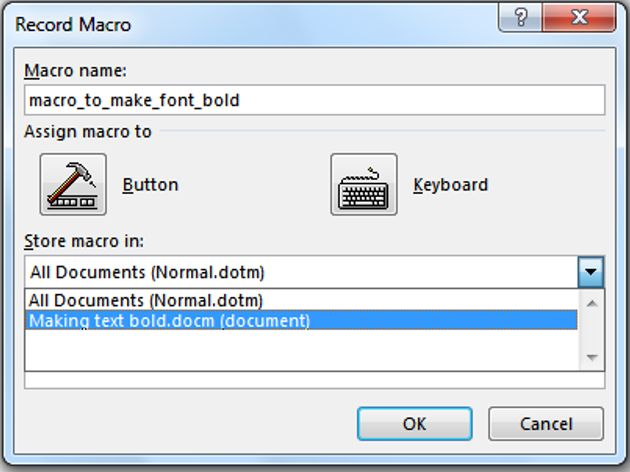 Record Macro
?
Macro name:
macro_to_make_font_bold
Assign macro to
Button
Keyboard
Store macro in:
All Documents (Normal.dotm)
All Documents (Normal.dotm)
Making text bold.docm (document)
OK
Cancel